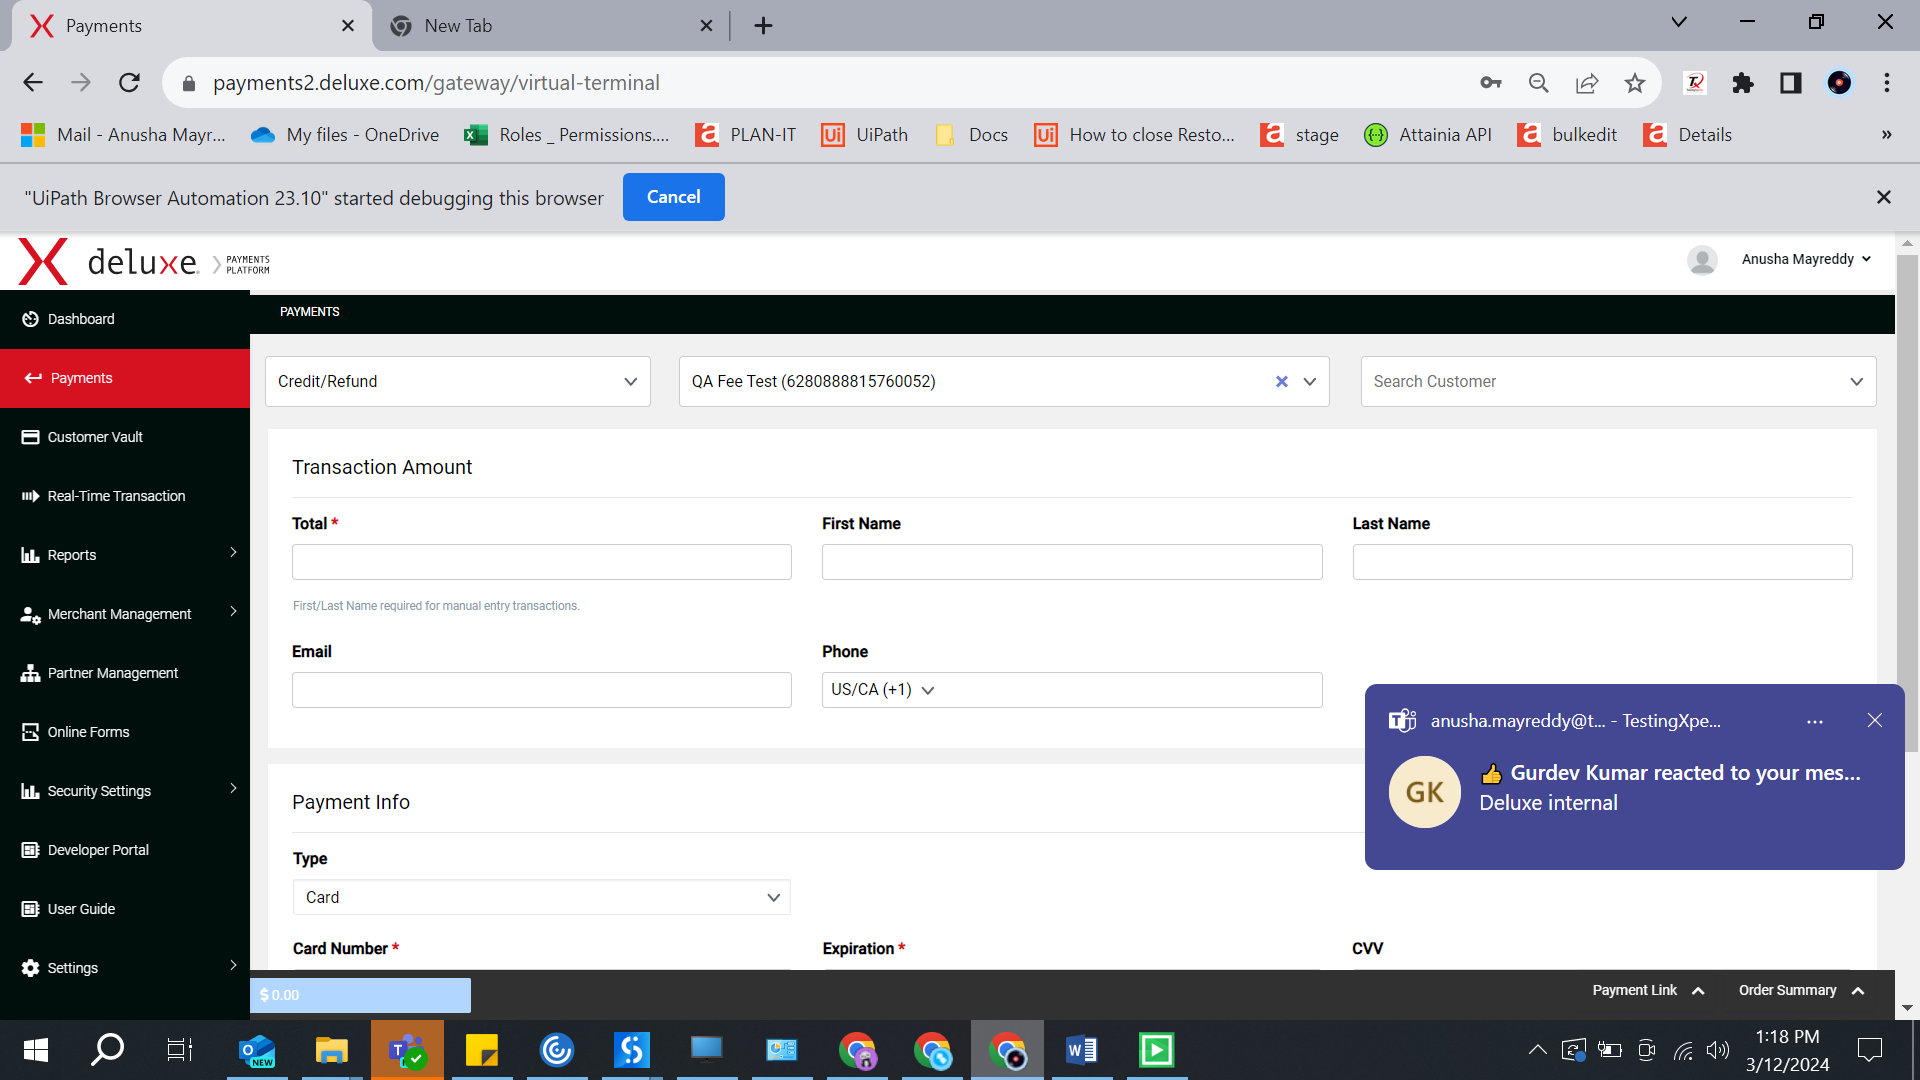 Payments
New Tab
payments2.deluxe.com/gateway/virtual-terminal
Mail - Anusha Mayr...
My files - OneDrive
Roles _ Permissions....
PLAN-IT
UiPath
Docs
How to close Resto...
stage
Attainia API
bulkedit
Details
»
"UiPath Browser Automation 23.10" started debugging this browser
Cancel
deluxe
PAYMENTS
PLATFORM
Anusha Mayreddy
Dashboard
Payments
Customer Vault
Real-Time Transaction
Reports
Merchant Management
Partner Management
Online Forms
Security Settings
Developer Portal
User Guide
Settings
PAYMENTS
Credit/Refund
QA Fee Test (6280888815760052)
Search Customer
Transaction Amount
Total *
First Name
Last Name
First/Last Name required for manual entry transactions.
Email
Phone
US/CA (+1)
Payment Info
Type
Card
Card Number *
Expiration *
CVV
anusha.mayreddy@t... - TestingXpe...
GK
👍 Gurdev Kumar reacted to your mes...
Deluxe internal
$ 0.00
Payment Link
Order Summary
NEW
1:18 PM
3/12/2024